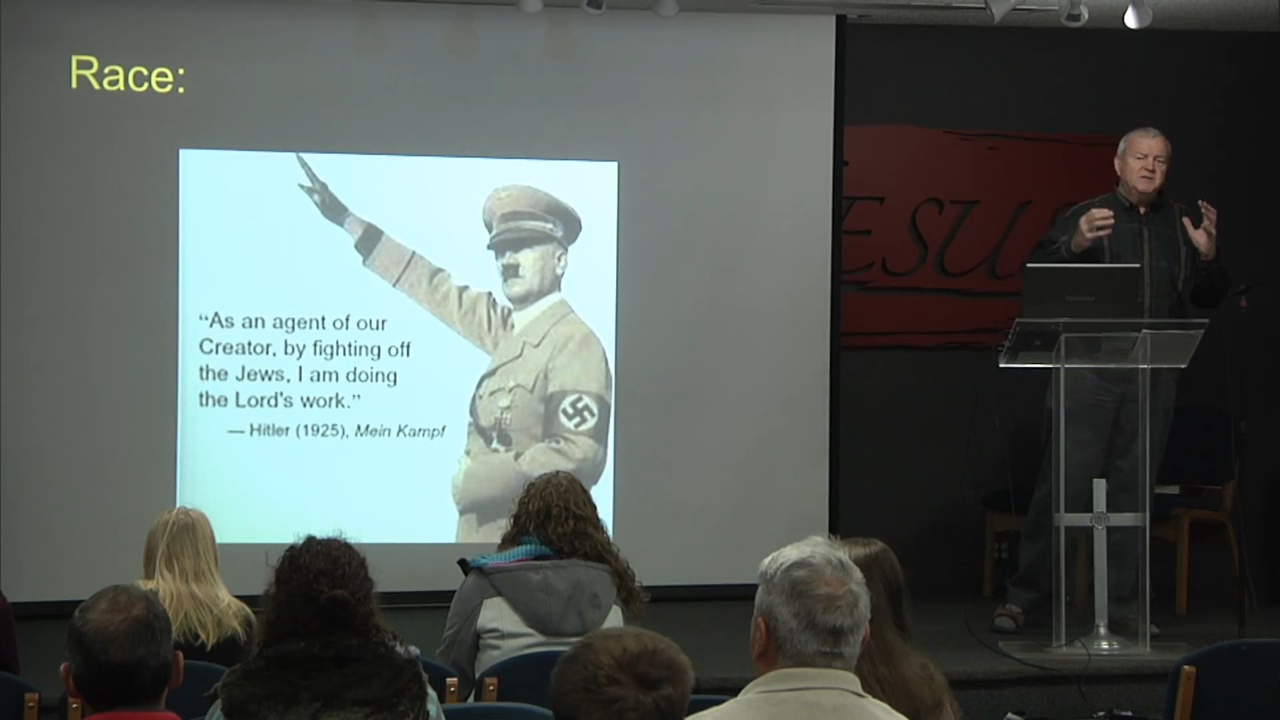 Race:
“As an agent of our
Creator, by fighting off
the Jews, I am doing
the Lord's work.”
— Hitler (1925), Mein Kampf
ESU